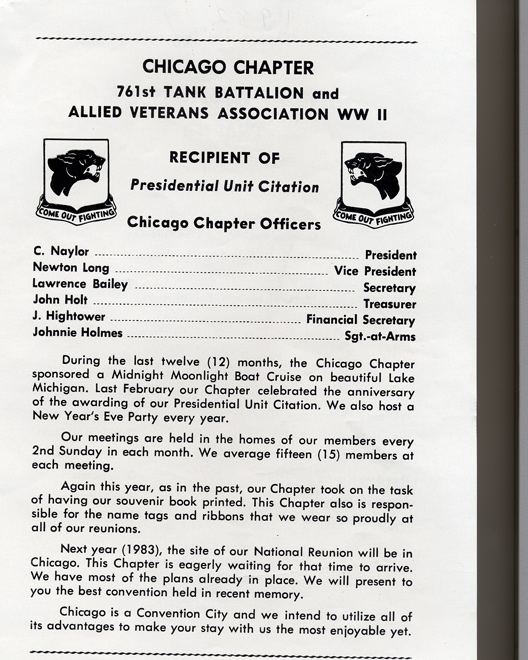 CHICAGO CHAPTER
761st TANK BATTALION and
ALLIED VETERANS ASSOCIATION WW II
RECIPIENT OF
Presidential Unit Citation
COME OUT FIGHTING
COME OUT FIGHTING
Chicago Chapter Officers
C. Naylor President
Newton Long Vice President
Lawrence Bailey Secretary
John Holt Treasurer
J. Hightower Financial Secretary
Johnnie Holmes Sgt.-at-Arms
During the last twelve (12) months, the Chicago Chapter
sponsored a Midnight Moonlight Boat Cruise on beautiful Lake
Michigan. Last February our Chapter celebrated the anniversary
of the awarding of our Presidential Unit Citation. We also host a
New Year's Eve Party every year.
Our meetings are held in the homes of our members every
2nd Sunday in each month. We average fifteen (15) members at
each meeting.
Again this year, as in the past, our Chapter took on the task
of having our souvenir book printed. This Chapter also is respon-
sible for the name tags and ribbons that we wear so proudly at
all of our reunions.
Next year (1983), the site of our National Reunion will be in
Chicago. This Chapter is eagerly waiting for that time to arrive.
We have most of the plans already in place. We will present to
you the best convention held in recent memory.
Chicago is a Convention City and we intend to utilize all of
its advantages to make your stay with us the most enjoyable yet.